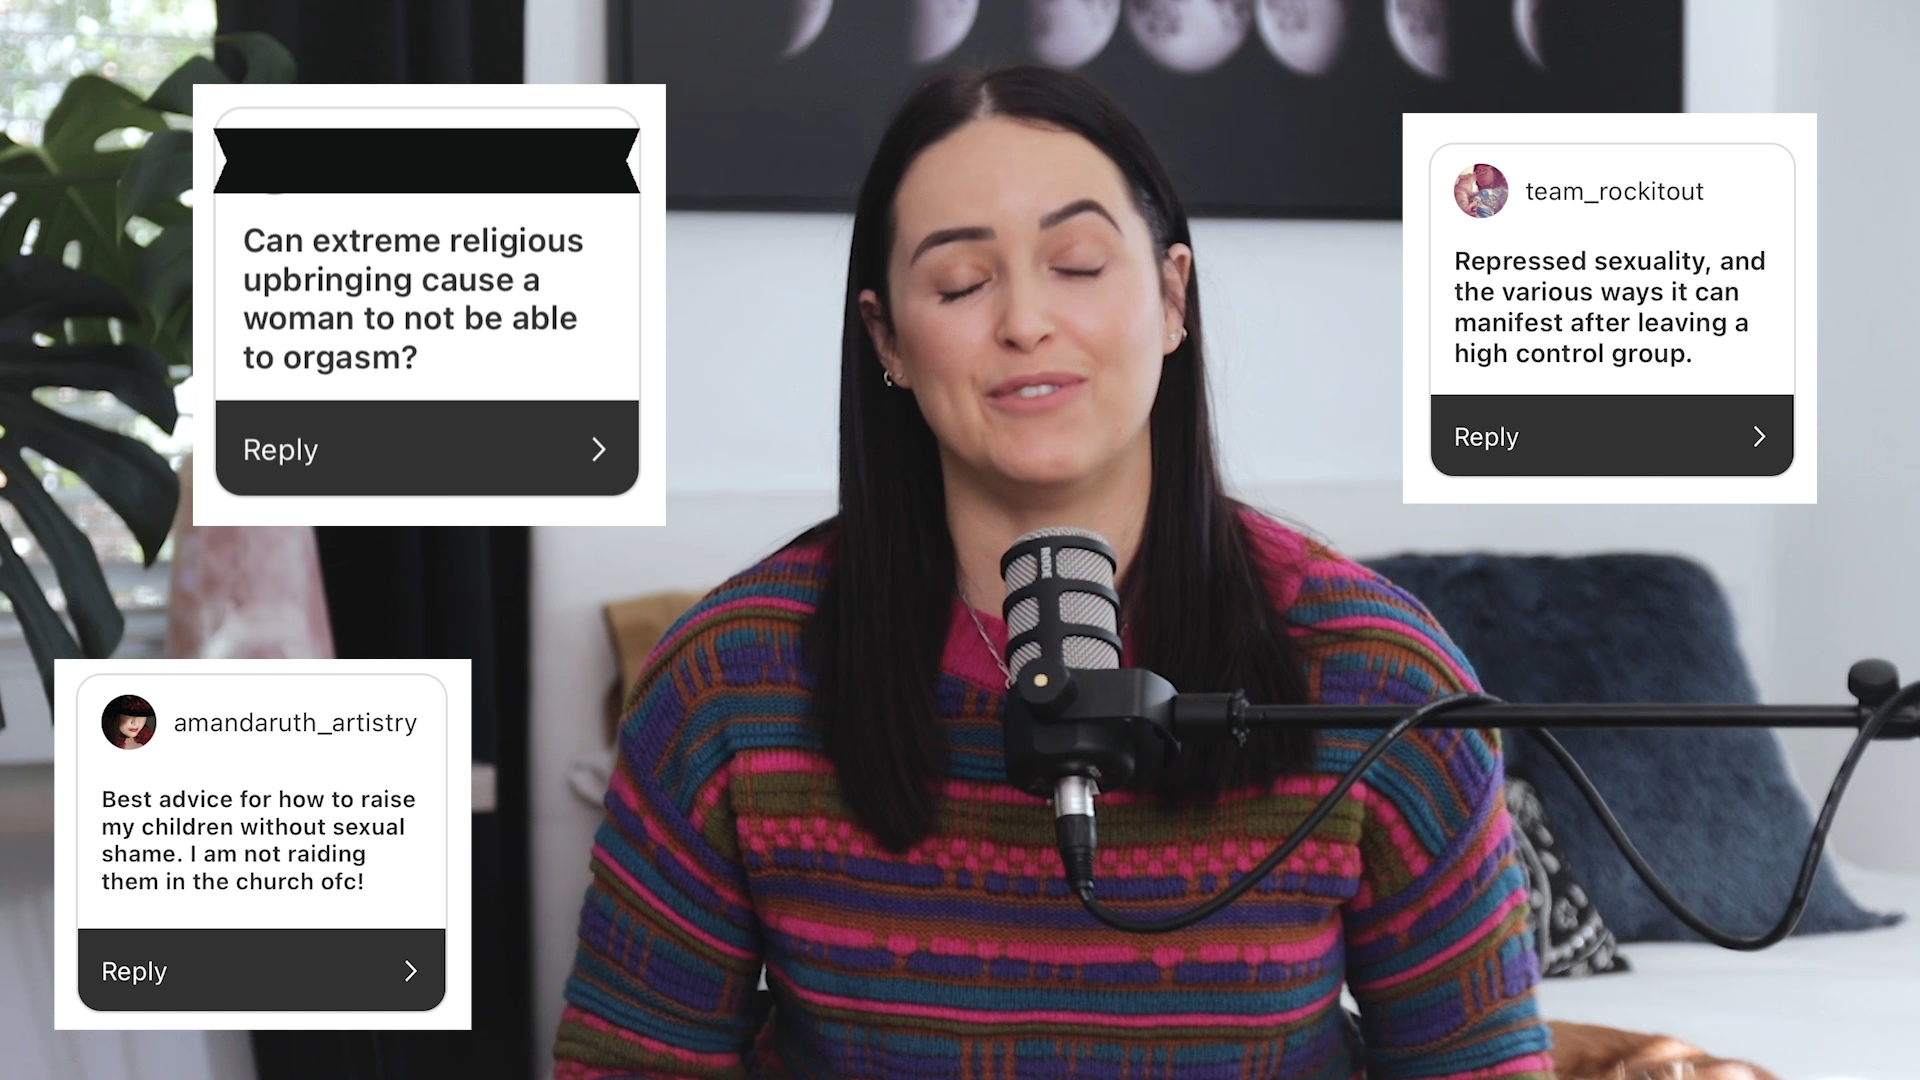 Can extreme religious
upbringing cause a
woman to not be able
to orgasm?
Reply
team_rockitout
Repressed sexuality, and
the various ways it can
manifest after leaving a
high control group.
Reply
amandaruth_artistry
Best advice for how to raise
my children without sexual
shame. I am not raiding
them in the church ofc!
Reply
RODE